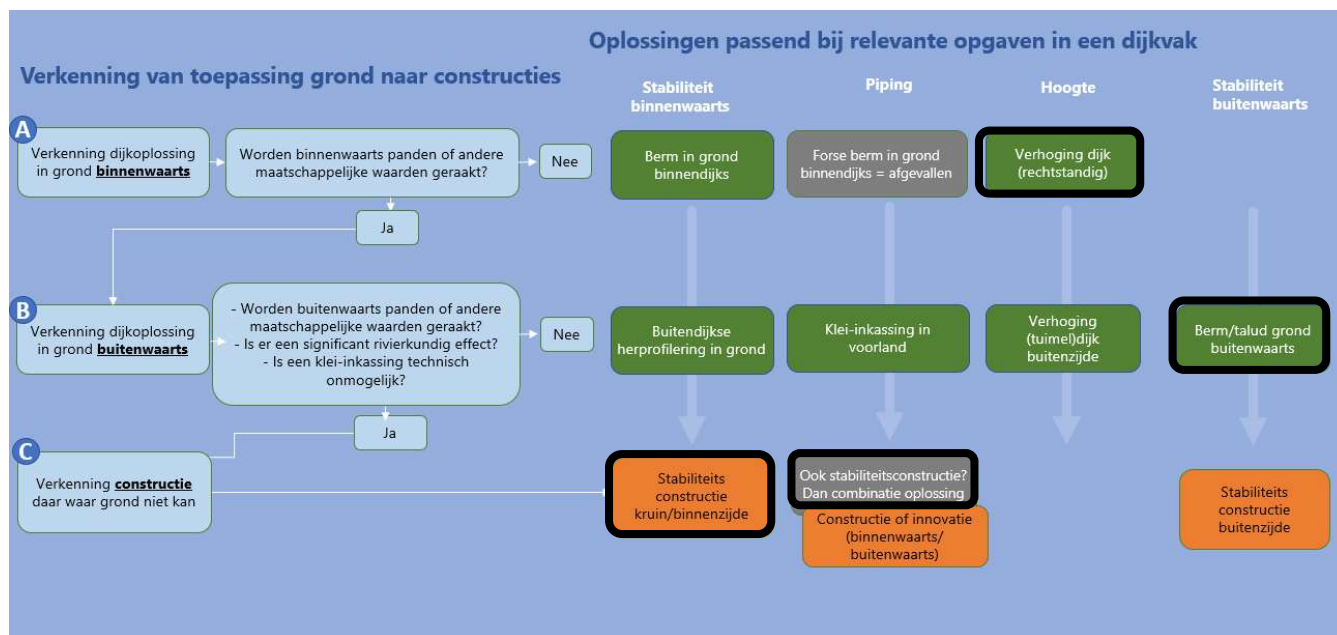 Oplossingen passend bij relevante opgaven in een dijkvak
Verkenning van toepassing grond naar constructies
Stabiliteit
binnenwaarts
Piping
Hoogte
Stabiliteit
buitenwaarts
A
Verkenning dijkoplossing
in grond binnenwaarts
Worden binnenwaarts panden of andere
maatschappelijke waarden geraakt?
Nee
Berm in grond
binnendijks
Forse berm in grond
binnendijks = afgevallen
Verhoging dijk
(rechtstandig)
Ja
B
Verkenning dijkoplossing
in grond buitenwaarts
- Worden buitenwaarts panden of andere
maatschappelijke waarden geraakt?
- Is er een significant rivierkundig effect?
- Is een klei-inkassing technisch
onmogelijk?
Nee
Buitendijkse
herprofilering in grond
Klei-inkassing in
voorland
Verhoging
(tuimel)dijk
buitenzijde
Berm/talud grond
buitenwaarts
Ja
C
Verkenning constructie
daar waar grond niet kan
Stabiliteits
constructie
kruin/binnenzijde
Ook stabiliteitsconstructie?
Dan combinatie oplossing
Constructie of innovatie
(binnenwaarts/
buitenwaarts)
Stabiliteits
constructie
buitenzijde